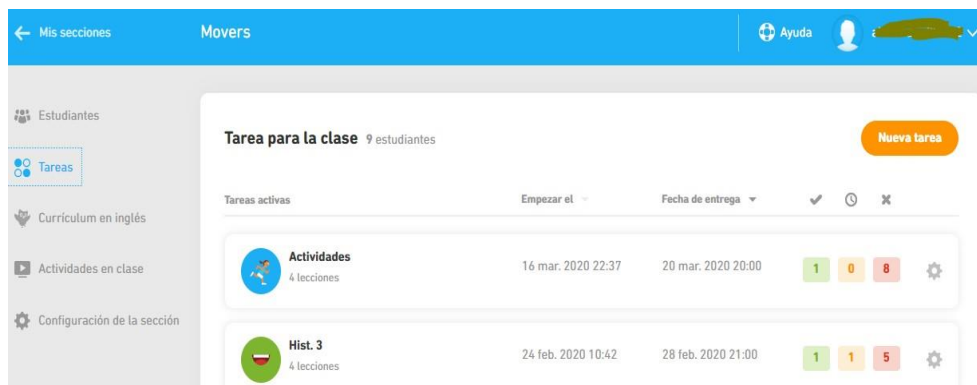 Mis secciones
Movers
Ayuda
Estudiantes
Tareas
Currículum en inglés
Actividades en clase
Configuración de la sección
Tarea para la clase 9 estudiantes
Nueva tarea
Tareas activas Empezar el Fecha de entrega
Actividades
4 lecciones
16 mar. 2020 22:37 20 mar. 2020 20:00 1 0 8
Hist. 3
4 lecciones
24 feb. 2020 10:42 28 feb. 2020 21:00 1 1 5